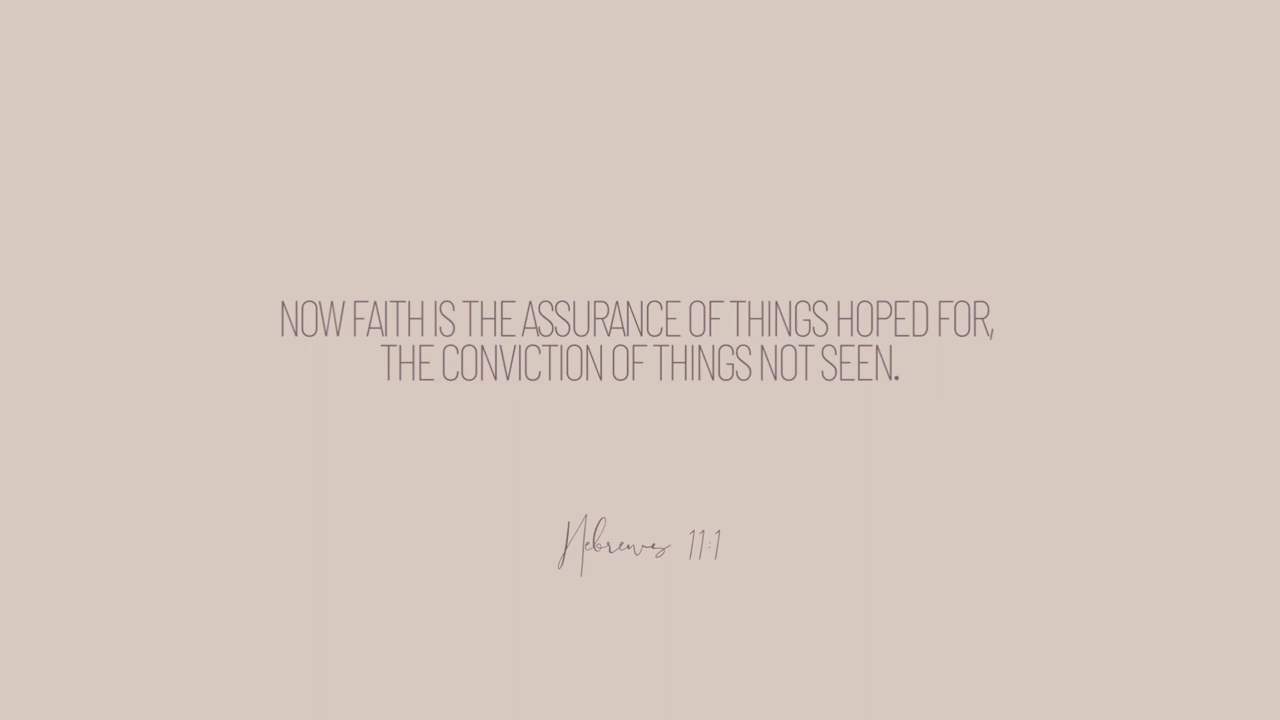 NOW FAITH IS THE ASSURANCE OF THINGS HOPED FOR,
THE CONVICTION OF THINGS NOT SEEN.
Hebrews 11:1